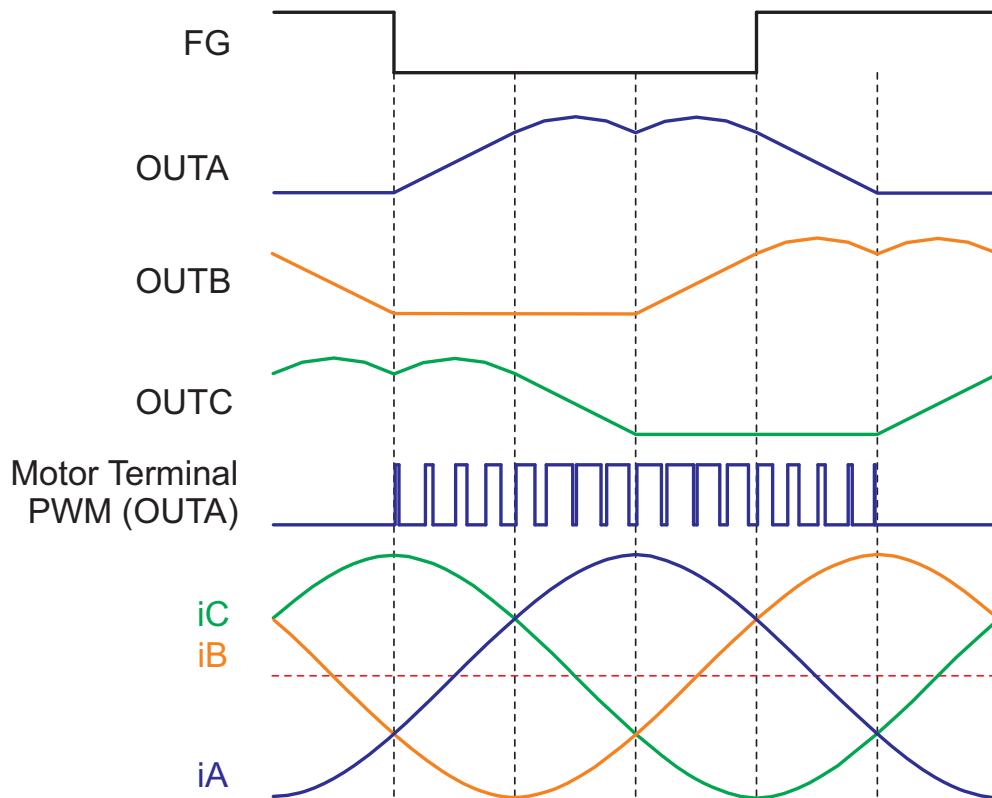 FG
OUTA
OUTB
OUTC
Motor Terminal
PWM (OUTA)
iC
iB
iA